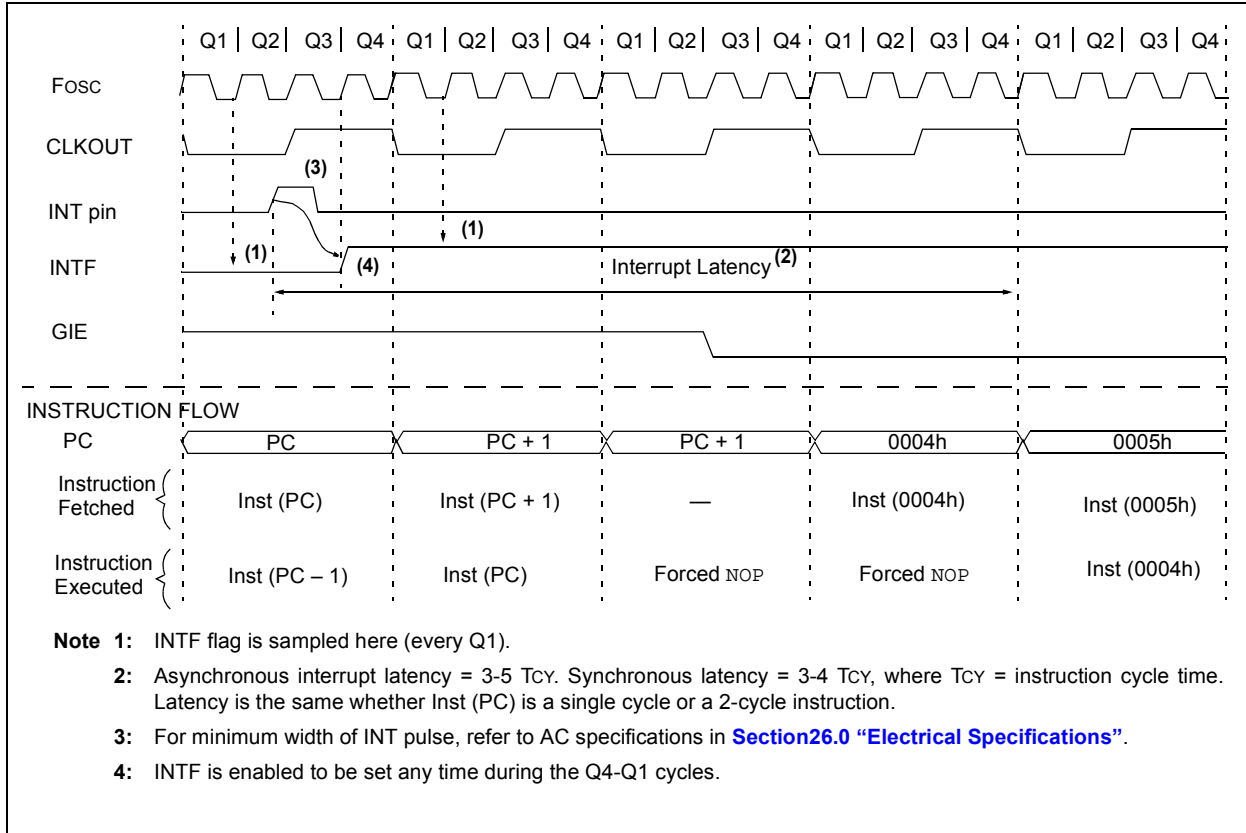 Q1 Q2 Q3 Q4 Q1 Q2 Q3 Q4 Q1 Q2 Q3 Q4 Q1 Q2 Q3 Q4 Q1 Q2 Q3 Q4
FOSC
CLKOUT
(3)
INT pin
(1) (1)
INTF (4) Interrupt Latency (2)
GIE
INSTRUCTION FLOW
PC PC PC + 1 PC + 1 0004h 0005h
Instruction
Fetched Inst (PC) Inst (PC + 1) — Inst (0004h) Inst (0005h)
Instruction
Executed Inst (PC – 1) Inst (PC) Forced NOP Forced NOP Inst (0004h)
Note 1: INTF flag is sampled here (every Q1).
2: Asynchronous interrupt latency = 3-5 TCY. Synchronous latency = 3-4 TCY, where TCY = instruction cycle time.
Latency is the same whether Inst (PC) is a single cycle or a 2-cycle instruction.
3: For minimum width of INT pulse, refer to AC specifications in Section26.0 “Electrical Specifications”.
4: INTF is enabled to be set any time during the Q4-Q1 cycles.